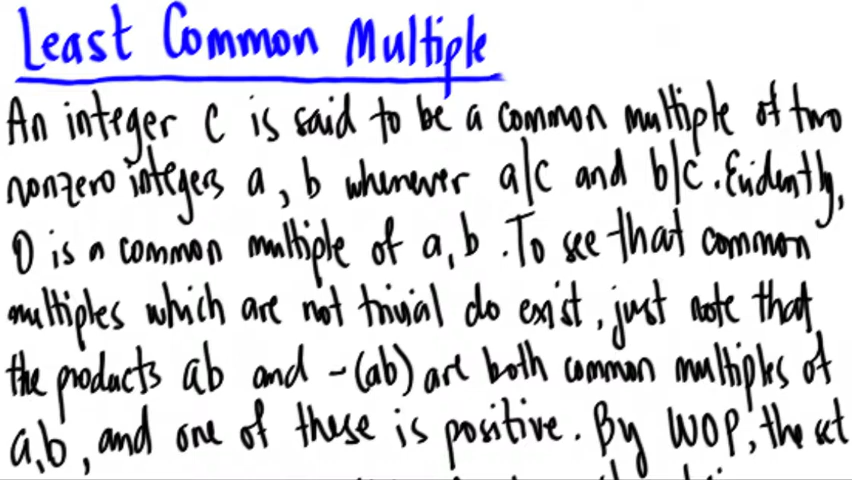 Least Common Multiple
An integer c is said to be a common multiple of two
nonzero integers a, b whenever a|c and b|c. Evidently,
0 is a common multiple of a, b. To see that common
multiples which are not trivial do exist, just note that
the products ab and -(ab) are both common multiples of
a, b, and one of these is positive. By WOP, the set